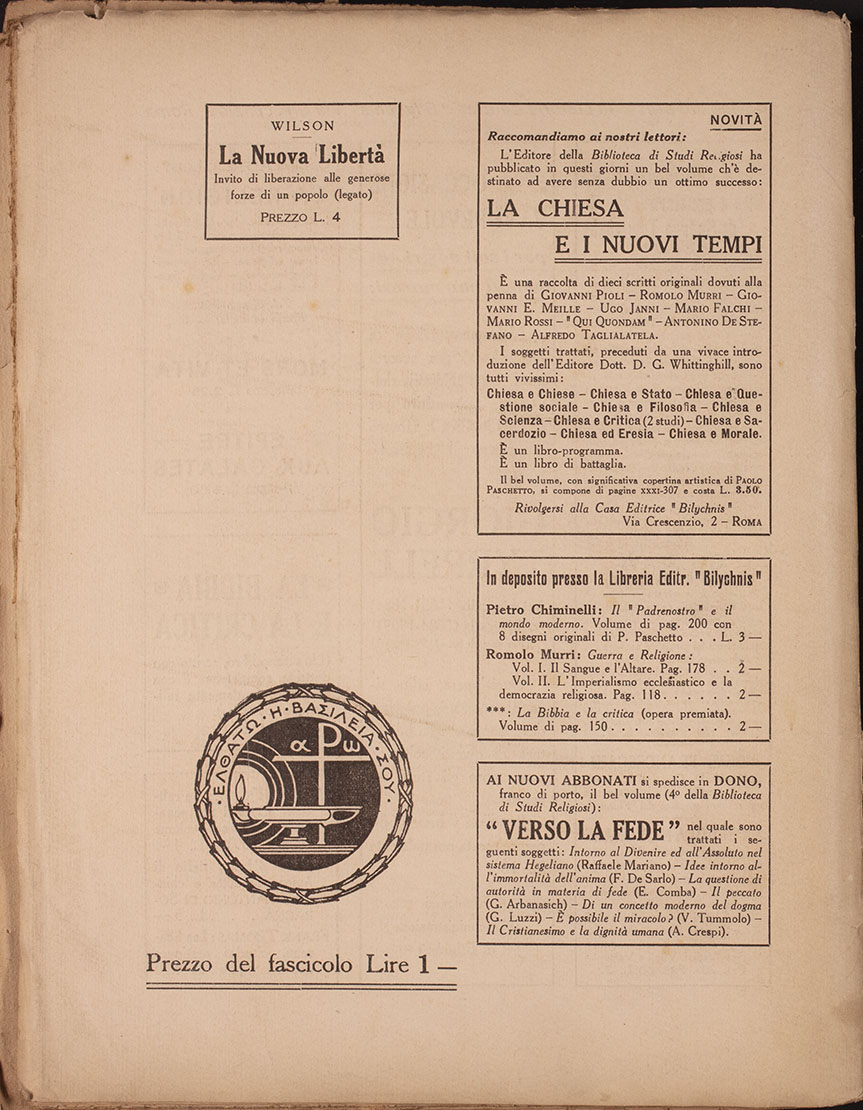 WILSON
La Nuova Libertà
Invito di liberazione alle generose
forze di un popolo (legato)
PREZZO L. 4
NOVITÀ
Raccomandiamo ai nostri lettori:
L'Editore della Biblioteca di Studi Religiosi ha
pubblicato in questi giorni un bel volume ch'è de-
stinato ad avere senza dubbio un ottimo successo:
LA CHIESA
E I NUOVI TEMPI
È una raccolta di dieci scritti originali dovuti alla
penna di GIOVANNI PIOLI – ROMOLO MURRI – GIO-
VANNI E. MEILLE – UGO JANNI – MARIO FALCHI –
MARIO ROSSI – "QUI QUONDAM" – ANTONINO DE STE-
FANO – ALFREDO TAGLIALATELA.
I soggetti trattati, preceduti da una vivace intro-
duzione dell'Editore Dott. D. G. Whittinghill, sono
tutti vivissimi:
Chiesa e Chiese – Chiesa e Stato – Chiesa e Que-
stione sociale – Chiesa e Filosofia – Chiesa e
Scienza – Chiesa e Critica (2 studi) – Chiesa e Sa-
cerdozio – Chiesa ed Eresia – Chiesa e Morale.
È un libro-programma.
È un libro di battaglia.
Il bel volume, con significativa copertina artistica di PAOLO
PASCHETTO, si compone di pagine XXXI-307 e costa L. 3.50.
Rivolgersi alla Casa Editrice "Bilychnis"
Via Crescenzio, 2 – ROMA
In deposito presso la Libreria Editr. "Bilychnis"
Pietro Chiminelli: Il "Padrenostro" e il
mondo moderno. Volume di pag. 200 con
8 disegni originali di P. Paschetto . . . L. 3 —
Romolo Murri: Guerra e Religione:
Vol. I. Il Sangue e l'Altare. Pag. 178 . . 2 —
Vol. II. L'Imperialismo ecclesiastico e la
democrazia religiosa. Pag. 118 . . . . . . 2 —
***: La Bibbia e la critica (opera premiata).
Volume di pag. 150 . . . . . . . . . . 2 —
ΕΛΘΑΤΩ · Η · ΒΑΣΙΛΕΙΑ · ΣΟΥ ·
α P ω
AI NUOVI ABBONATI si spedisce in DONO,
franco di porto, il bel volume (4º della Biblioteca
di Studi Religiosi):
"VERSO LA FEDE" nel quale sono
trattati i se-
guenti soggetti: Intorno al Divenire ed all'Assoluto nel
sistema Hegeliano (Raffaele Mariano) – Idee intorno al-
l'immortalità dell'anima (F. De Sarlo) – La questione di
autorità in materia di fede (E. Comba) – Il peccato
(G. Arbanasich) – Di un concetto moderno del dogma
(G. Luzzi) – È possibile il miracolo? (V. Tummolo) –
Il Cristianesimo e la dignità umana (A. Crespi).
Prezzo del fascicolo Lire 1 —